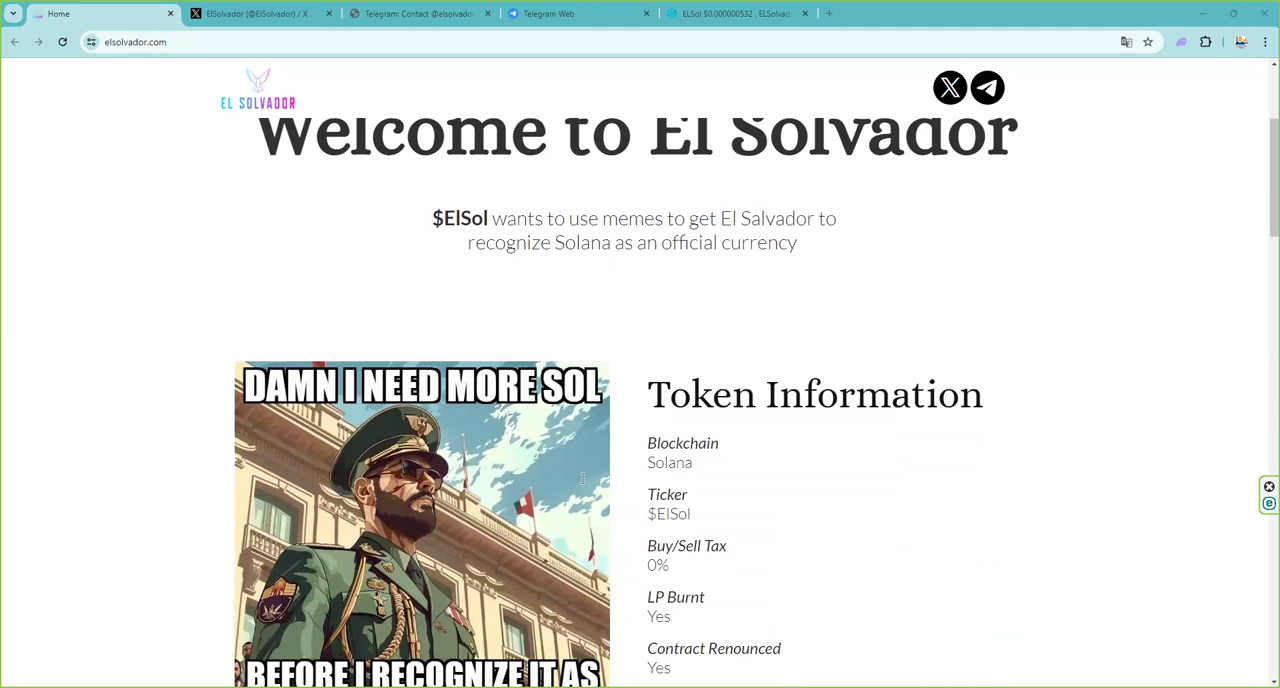 Home
ElSolvador (@ElSolvador) / X
Telegram: Contact @elsolvador
Telegram Web
ELSol $0.000000532 , ELSolvado
elsolvador.com
EL SOLVADOR
Welcome to El Solvador
$ElSol wants to use memes to get El Salvador to
recognize Solana as an official currency
DAMN I NEED MORE SOL
BEFORE I RECOGNIZE IT AS
Token Information
Blockchain
Solana
Ticker
$ElSol
Buy/Sell Tax
0%
LP Burnt
Yes
Contract Renounced
Yes